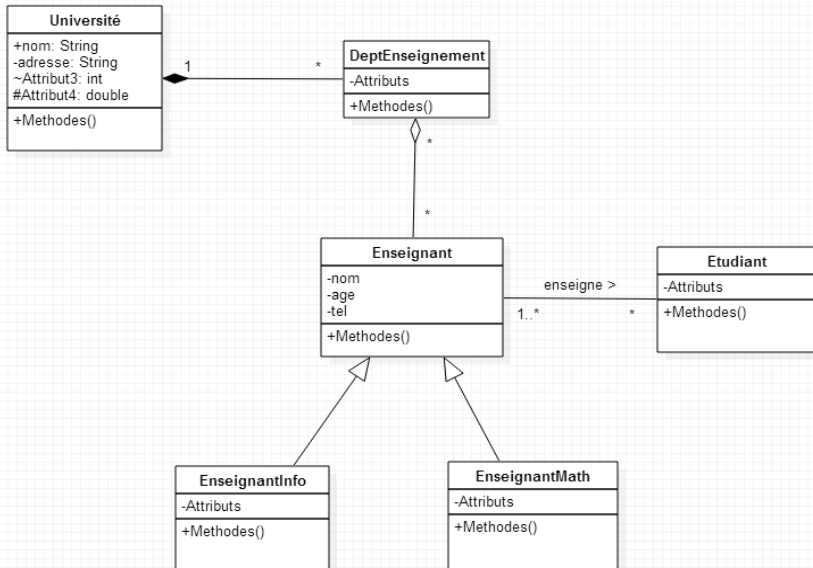 Université
+nom: String
-adresse: String
~Attribut3: int
#Attribut4: double
+Methodes()
1
*
DeptEnseignement
-Attributs
+Methodes()
*
*
Enseignant
-nom
-age
-tel
+Methodes()
enseigne >
1..*
*
Etudiant
-Attributs
+Methodes()
EnseignantInfo
-Attributs
+Methodes()
EnseignantMath
-Attributs
+Methodes()